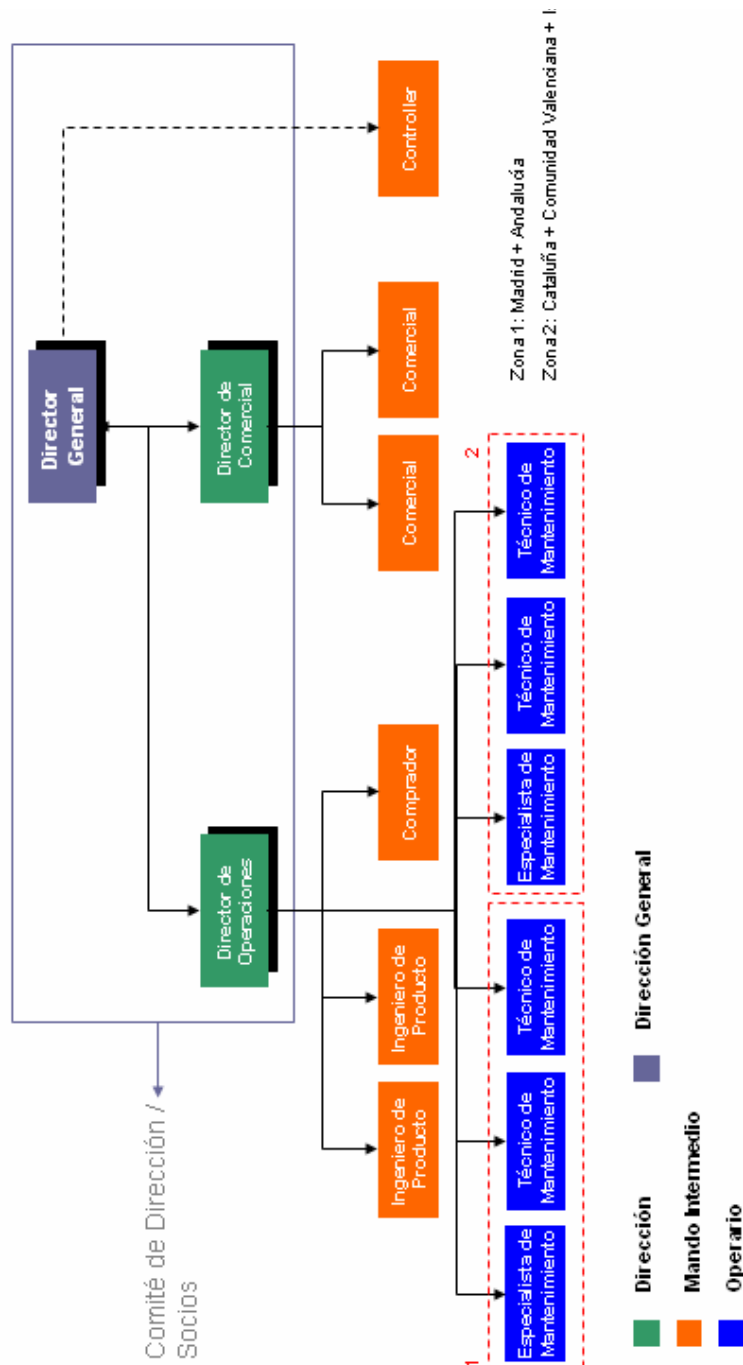 Comité de Dirección /
Socios
Director
General
Director de
Operaciones
Director de
Comercial
Ingeniero de
Producto
Ingeniero de
Producto
Comprador
Comercial
Comercial
Controller
1
2
Especialista de
Mantenimiento
Técnico de
Mantenimiento
Técnico de
Mantenimiento
Especialista de
Mantenimiento
Técnico de
Mantenimiento
Técnico de
Mantenimiento
Zona 1: Madrid + Andalucía
Zona 2: Cataluña + Comunidad Valenciana +
Dirección
Dirección General
Mando Intermedio
Operario